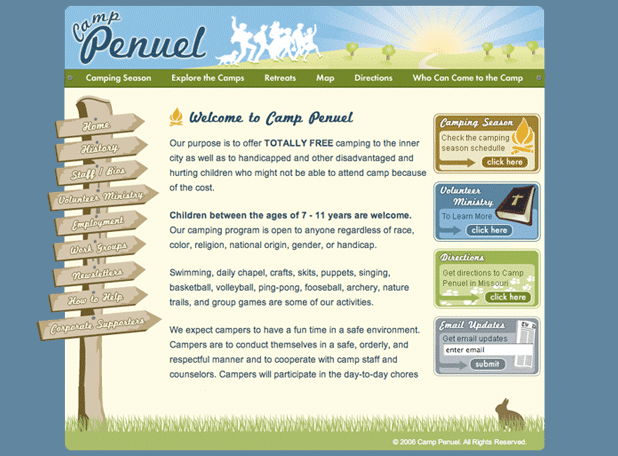 Camp
Penuel
Camping Season
Explore the Camps
Retreats
Map
Directions
Who Can Come to the Camp
Home
History
Staff / Bios
Volunteer Ministry
Employment
Work Groups
Newsletters
How to Help
Corporate Supporters
Welcome to Camp Penuel
Our purpose is to offer TOTALLY FREE camping to the inner
city as well as to handicapped and other disadvantaged and
hurting children who might not be able to attend camp because
of the cost.
Children between the ages of 7 - 11 years are welcome.
Our camping program is open to anyone regardless of race,
color, religion, national origin, gender, or handicap.
Swimming, daily chapel, crafts, skits, puppets, singing,
basketball, volleyball, ping-pong, fooseball, archery, nature
trails, and group games are some of our activities.
We expect campers to have a fun time in a safe environment.
Campers are to conduct themselves in a safe, orderly, and
respectful manner and to cooperate with camp staff and
counselors. Campers will participate in the day-to-day chores
Camping Season
Check the camping
season schedulle
click here
Volunteer
Ministry
To Learn More
click here
Directions
Get directions to Camp
Penuel in Missouri
click here
Email Updates
Get email updates
enter email
submit
© 2006 Camp Penuel. All Rights Reserved.